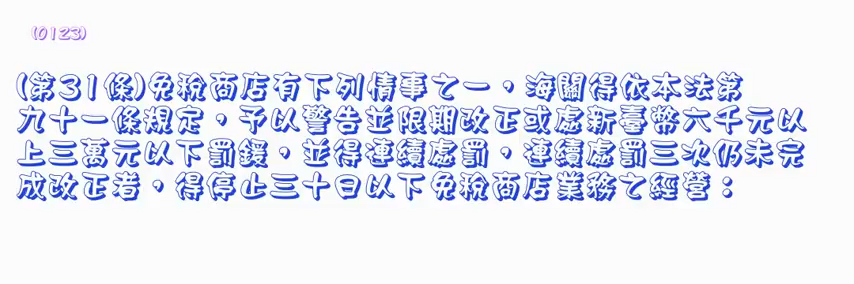 (0123)
(第31條)免稅商店有下列情事之一，海關得依本法第
九十一條規定，予以警告並限期改正或處新臺幣六千元以
上三萬元以下罰鍰，並得連續處罰，連續處罰三次仍未完
成改正者，得停止三十日以下免稅商店業務之經營：